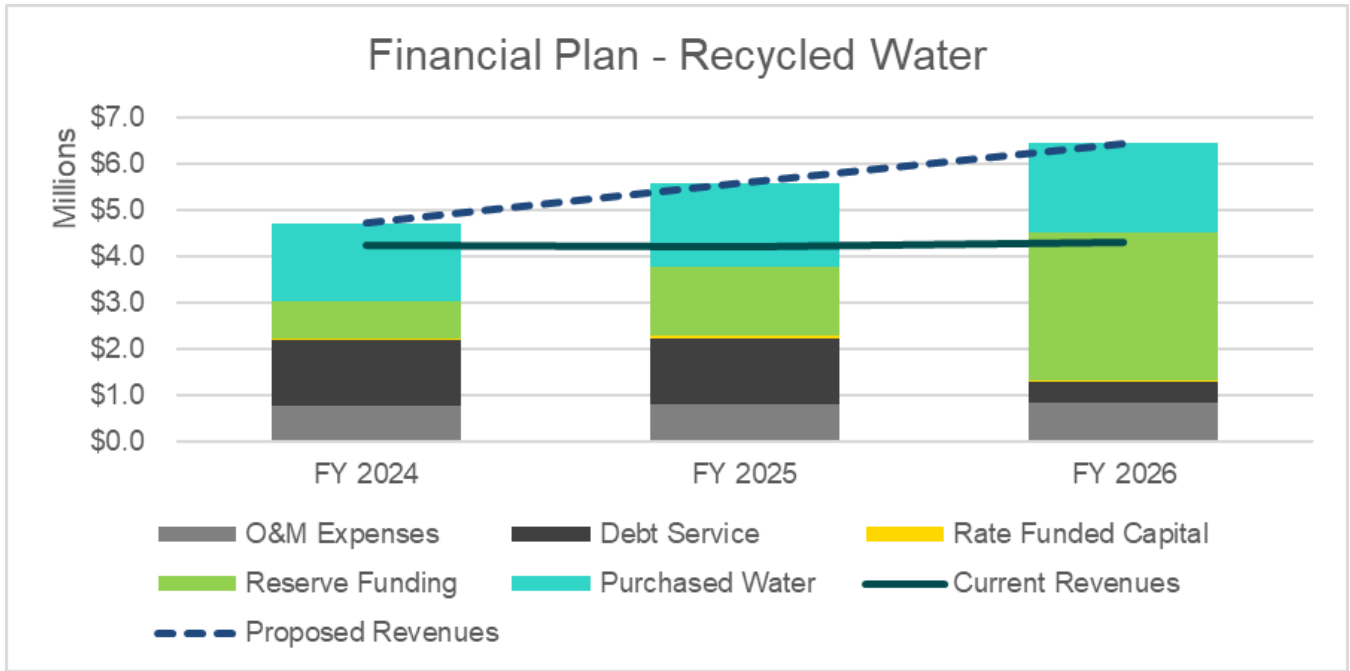 Financial Plan - Recycled Water
Millions
$7.0
$6.0
$5.0
$4.0
$3.0
$2.0
$1.0
$0.0
FY 2024 FY 2025 FY 2026
O&M Expenses Debt Service Rate Funded Capital
Reserve Funding Purchased Water Current Revenues
Proposed Revenues